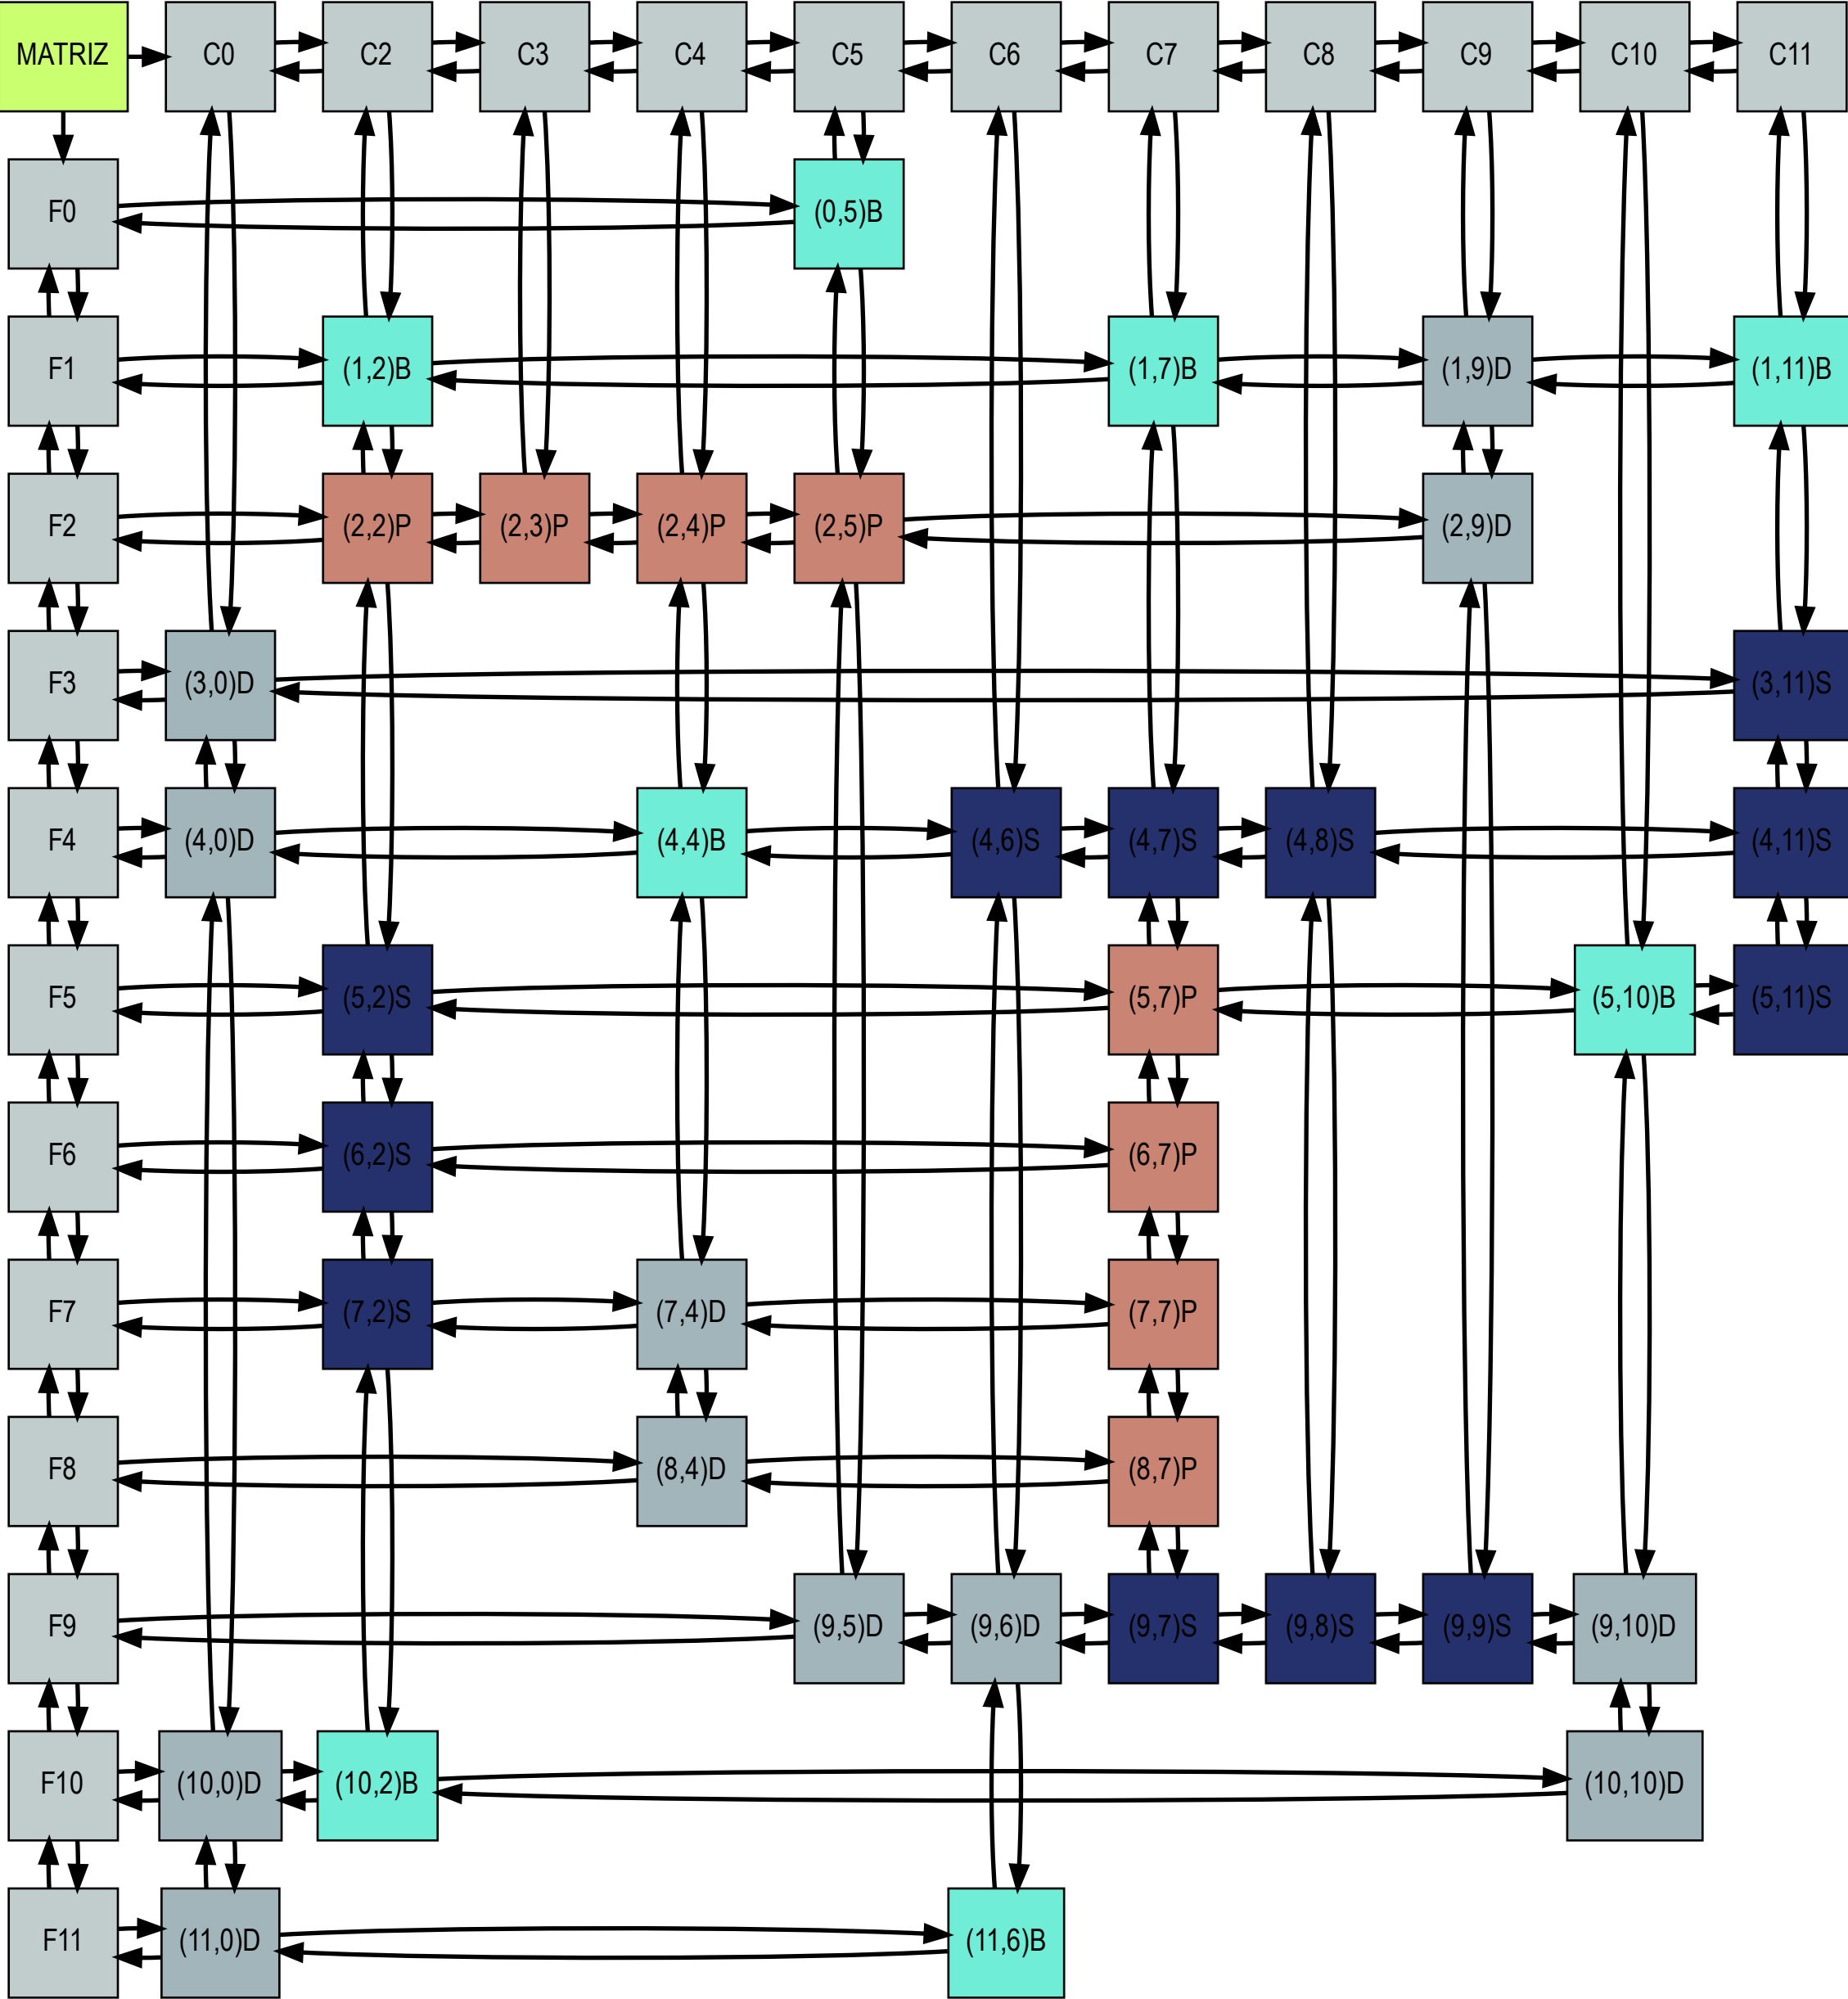 MATRIZ C0 C2 C3 C4 C5 C6 C7 C8 C9 C10 C11
F0 (0,5)B
F1 (1,2)B (1,7)B (1,9)D (1,11)B
F2 (2,2)P (2,3)P (2,4)P (2,5)P (2,9)D
F3 (3,0)D (3,11)S
F4 (4,0)D (4,4)B (4,6)S (4,7)S (4,8)S (4,11)S
F5 (5,2)S (5,7)P (5,10)B (5,11)S
F6 (6,2)S (6,7)P
F7 (7,2)S (7,4)D (7,7)P
F8 (8,4)D (8,7)P
F9 (9,5)D (9,6)D (9,7)S (9,8)S (9,9)S (9,10)D
F10 (10,0)D (10,2)B (10,10)D
F11 (11,0)D (11,6)B